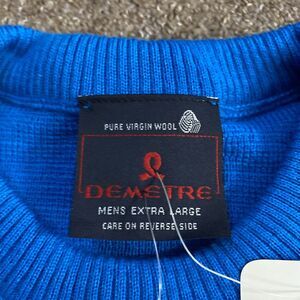 PURE VIRGIN WOOL
DEMETRE
MENS EXTRA LARGE
CARE ON REVERSE SIDE